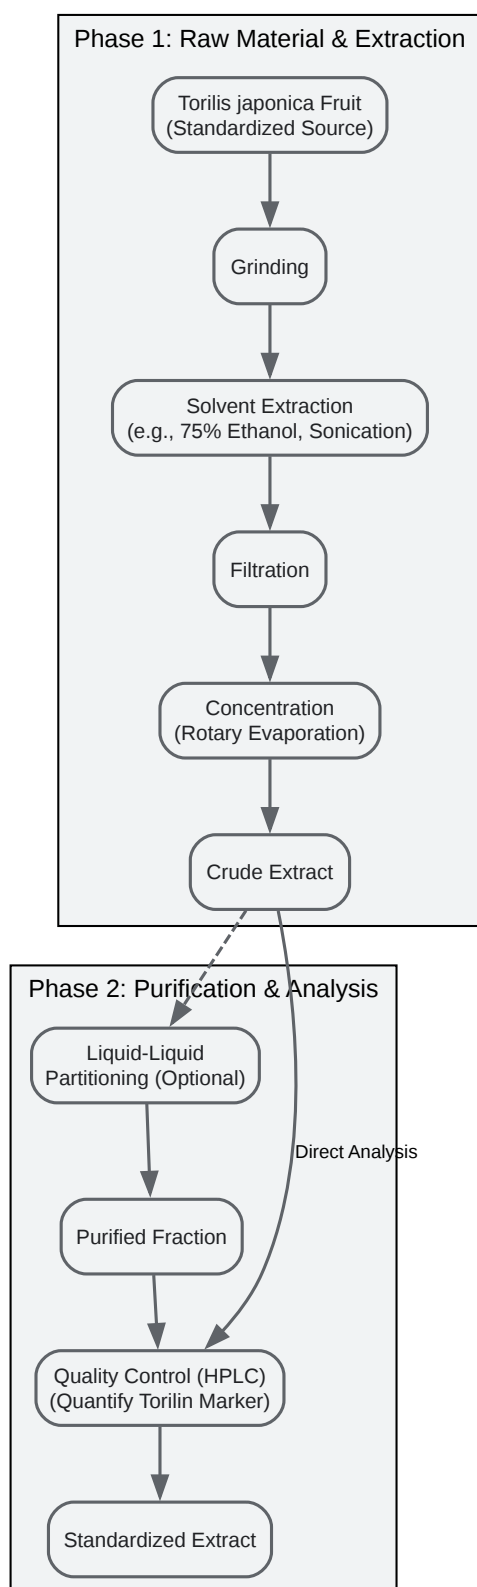 Phase 1: Raw Material & Extraction
Torilis japonica Fruit
(Standardized Source)
Grinding
Solvent Extraction
(e.g., 75% Ethanol, Sonication)
Filtration
Concentration
(Rotary Evaporation)
Crude Extract
Phase 2: Purification & Analysis
Liquid-Liquid
Partitioning (Optional)
Direct Analysis
Purified Fraction
Quality Control (HPLC)
(Quantify Torilin Marker)
Standardized Extract